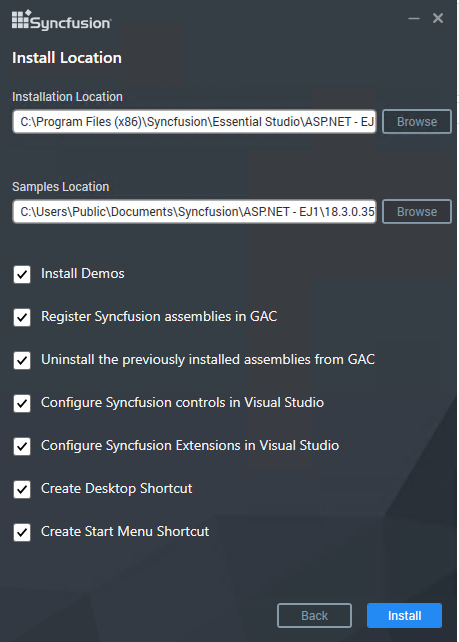 Syncfusion
Install Location
Installation Location
C:\Program Files (x86)\Syncfusion\Essential Studio\ASP.NET - EJ
Browse
Samples Location
C:\Users\Public\Documents\Syncfusion\ASP.NET - EJ1\18.3.0.35
Browse
Install Demos
Register Syncfusion assemblies in GAC
Uninstall the previously installed assemblies from GAC
Configure Syncfusion controls in Visual Studio
Configure Syncfusion Extensions in Visual Studio
Create Desktop Shortcut
Create Start Menu Shortcut
Back
Install